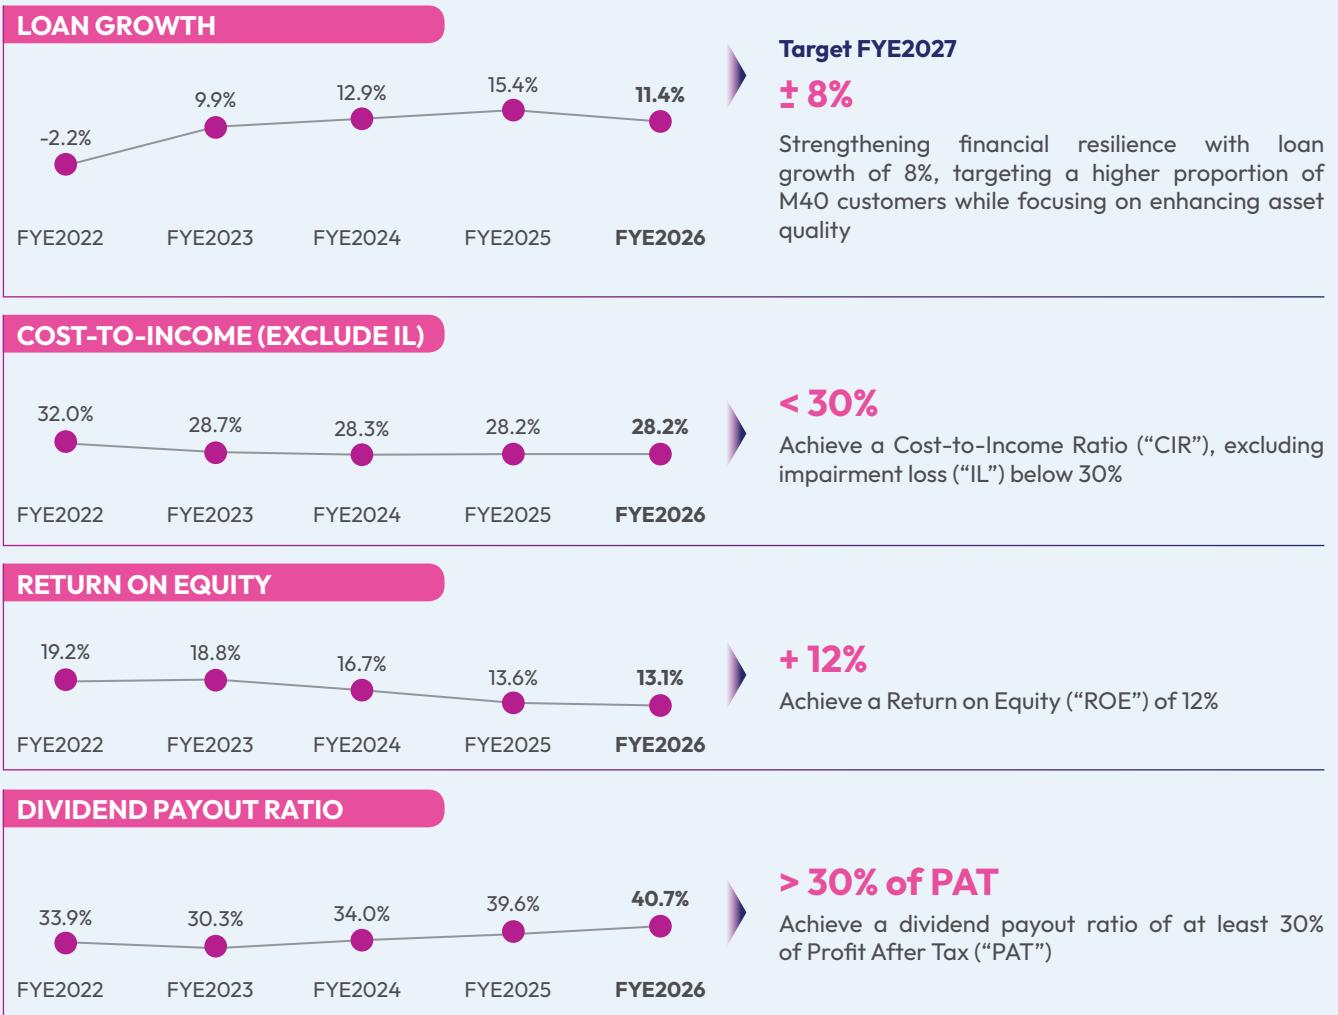 LOAN GROWTH
-2.2%
9.9%
12.9%
15.4%
11.4%
FYE2022
FYE2023
FYE2024
FYE2025
FYE2026
Target FYE2027
± 8%
Strengthening financial resilience with loan
growth of 8%, targeting a higher proportion of
M40 customers while focusing on enhancing asset
quality
COST-TO-INCOME (EXCLUDE IL)
32.0%
28.7%
28.3%
28.2%
28.2%
FYE2022
FYE2023
FYE2024
FYE2025
FYE2026
< 30%
Achieve a Cost-to-Income Ratio (“CIR”), excluding
impairment loss (“IL”) below 30%
RETURN ON EQUITY
19.2%
18.8%
16.7%
13.6%
13.1%
FYE2022
FYE2023
FYE2024
FYE2025
FYE2026
+ 12%
Achieve a Return on Equity (“ROE”) of 12%
DIVIDEND PAYOUT RATIO
33.9%
30.3%
34.0%
39.6%
40.7%
FYE2022
FYE2023
FYE2024
FYE2025
FYE2026
> 30% of PAT
Achieve a dividend payout ratio of at least 30%
of Profit After Tax (“PAT”)